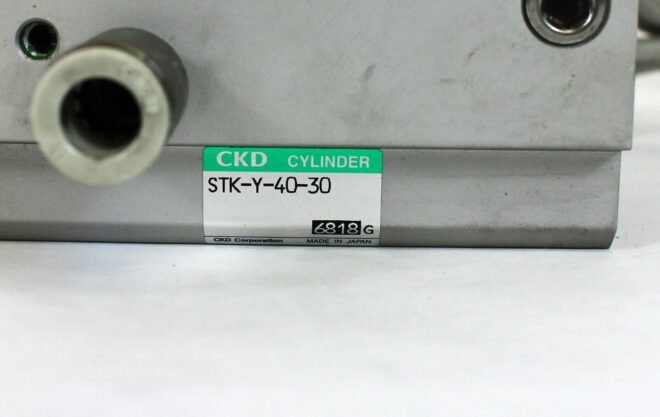 CKD CYLINDER
STK-Y-40-30
6818 G
CKD Corporation MADE IN JAPAN